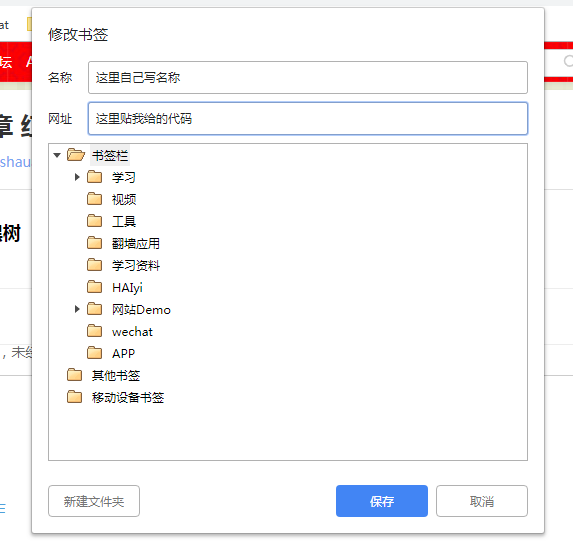 修改书签
at
名称
这里自己写名称
坛
网址
这里贴我给的代码
章
shau
书签栏
学习
视频
工具
树
翻墙应用
学习资料
HAIyi
网站Demo
wechat
，未经
APP
其他书签
移动设备书签
新建文件夹
保存
取消